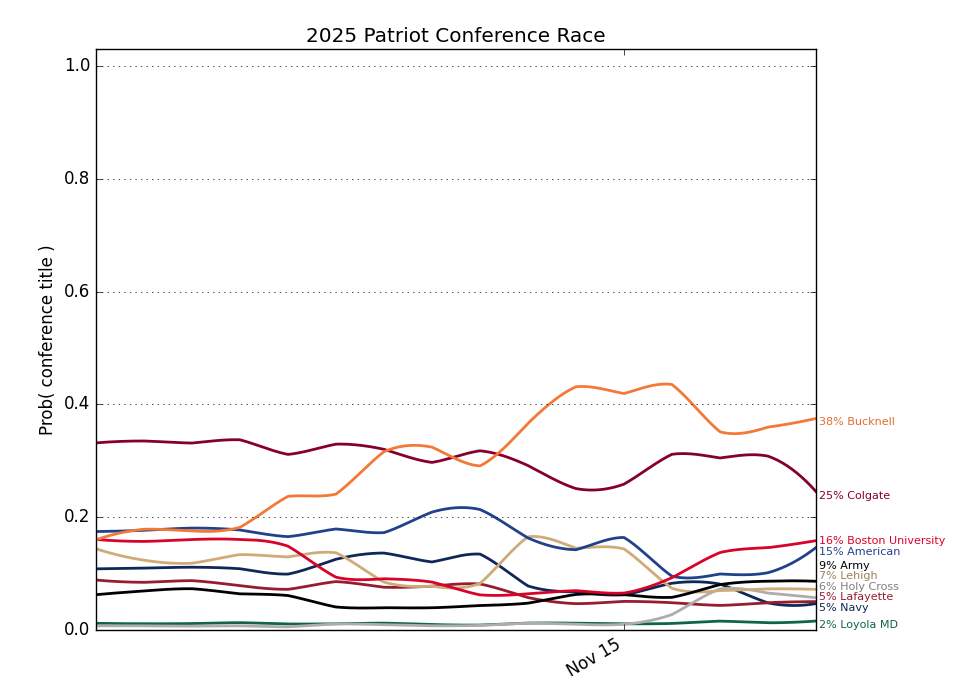 2025 Patriot Conference Race
1.0
0.8
0.6
0.4
0.2
0.0
Prob( conference title )
Nov 15
38% Bucknell
25% Colgate
16% Boston University
15% American
9% Army
7% Lehigh
6% Holy Cross
5% Lafayette
5% Navy
2% Loyola MD